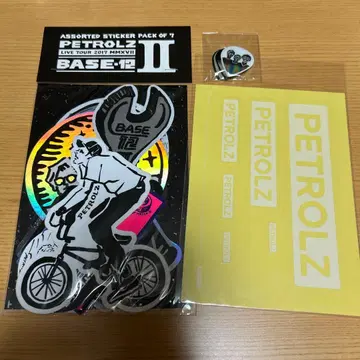 ASSORTED STICKER PACK OF 7
PETROLZ
LIVE TOUR 2017 MMXVII
BASE·12
II
BASE
12
PETROLZ
PETROLZ
PETROLZ
PETROLZ
PETROLZ